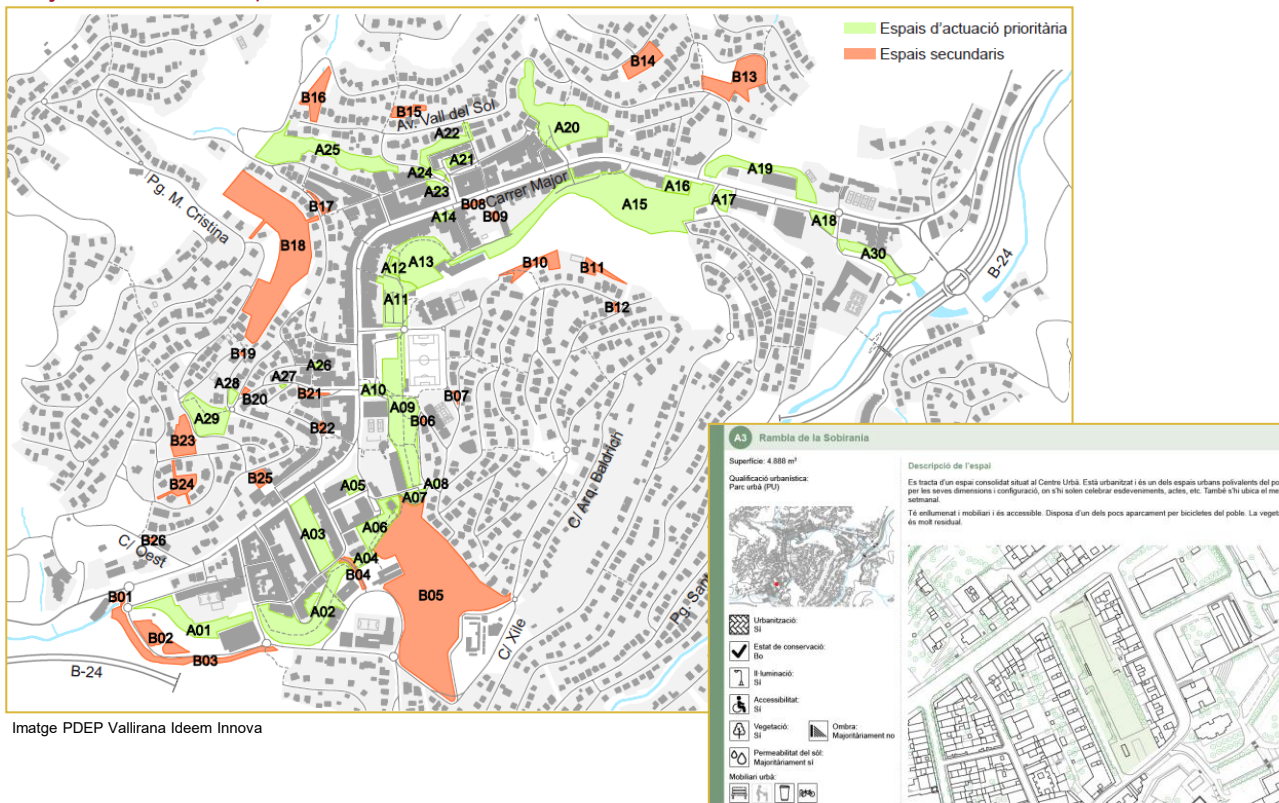 Espais d'actuació prioritària
Espais secundaris
B14
B13
B16
B15
Av. Vall del Sol
A20
A22
A25
A21
A24
A19
A23
A16
B17
B08
Carrer Major
A17
A15
Pg. M. Cristina
A14
B09
A18
B18
A12
A13
A30
B10
B11
B-24
A11
B12
B19
A26
A27
A28
B20
B21
A10
A29
A09
B07
B06
B22
B23
C/ Arq. Baldrich
B25
B24
A05
A08
A07
A03
A06
B26
C/ Oest
A04
B04
B05
B01
A02
Pg. San
A01
B02
C/ Xile
B03
B-24
Imatge PDEP Vallirana Ideem Innova
A3 Rambla de la Sobirania
Superfície: 4.888 m²
Qualificació urbanística:
Parc urbà (PU)
Descripció de l'espai
Es tracta d'un espai consolidat situat al Centre Urbà. Està urbanitzat i és un dels espais urbans polivalents del po
per les seves dimensions i configuració, on s'hi solen celebrar esdeveniments, actes, etc. També s'hi ubica el me
setmanal.
Té enllumenat i mobiliari i és accessible. Disposa d'un dels pocs aparcament per bicicletes del poble. La veget
és molt residual.
Urbanització:
Sí
Estat de conservació:
Bo
Il·luminació:
Sí
Accessibilitat:
Sí
Vegetació:
Sí
Ombra:
Majoritàriament no
Permeabilitat del sòl:
Majoritàriament sí
Mobiliari urbà: